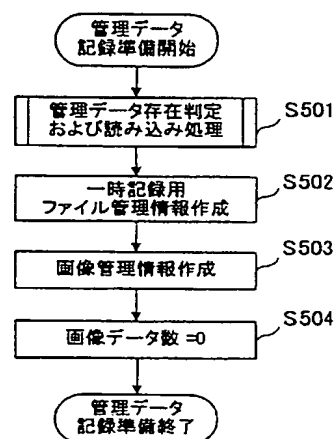 管理データ
記録準備開始
管理データ存在判定
および読み込み処理
S501
一時記録用
ファイル管理情報作成
S502
画像管理情報作成
S503
画像データ数 =0
S504
管理データ
記録準備終了